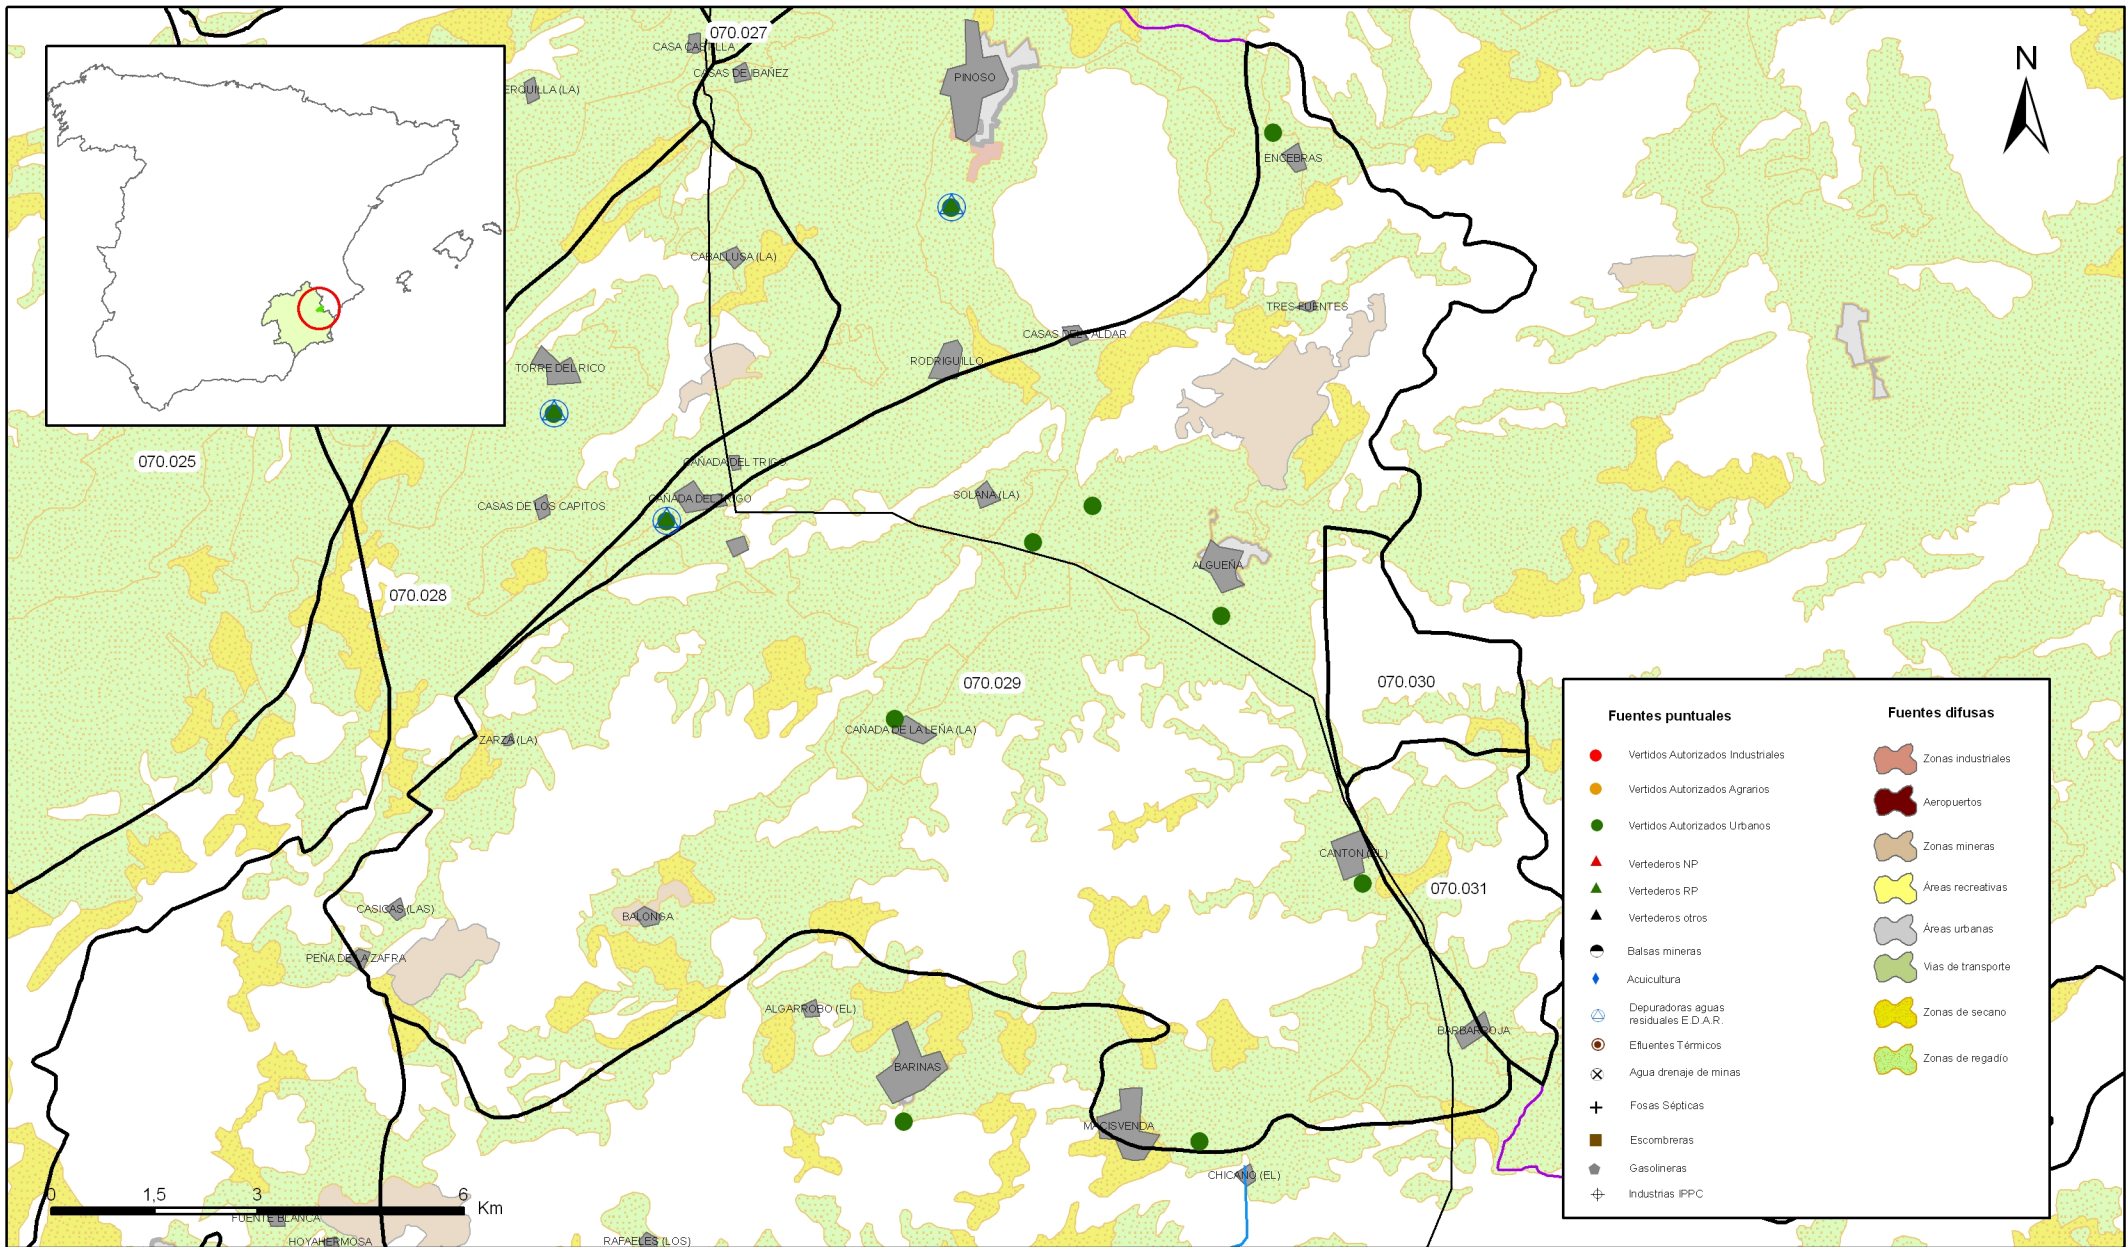 070.027
CASAS DE IBAÑEZ
ERQUILLA (LA)
PINOSO
N
ENCEBRAS
CABALLUSA (LA)
TRES FUENTES
RODRIGUILLO
TORRE DEL RICO
070.025
CAÑADA DEL TRIGO
CAÑADA DEL TRIGO
SOLANA (LA)
CASAS DE LOS CAPITOS
ALGUEÑA
070.028
070.029
070.030
CAÑADA DE LA LEÑA (LA)
ZARZA (LA)
CANTON (EL)
070.031
CASICAS (LAS)
BALONGA
PEÑA DE LA ZAFRA
ALGARROBO (EL)
BARBARROJA
BARINAS
MACISVENDA
CHICANO (EL)
FUENTE BLANCA
HOYAHERMOSA
RAFAELES (LOS)
0 1,5 3 6 Km
Fuentes puntuales
Vertidos Autorizados Industriales
Vertidos Autorizados Agrarios
Vertidos Autorizados Urbanos
Vertederos NP
Vertederos RP
Vertederos otros
Balsas mineras
Acuicultura
Depuradoras aguas
residuales E.D.A.R.
Efluentes Térmicos
Agua drenaje de minas
Fosas Sépticas
Escombreras
Gasolineras
Industrias IPPC
Fuentes difusas
Zonas industriales
Aeropuertos
Zonas mineras
Áreas recreativas
Áreas urbanas
Vias de transporte
Zonas de secano
Zonas de regadío